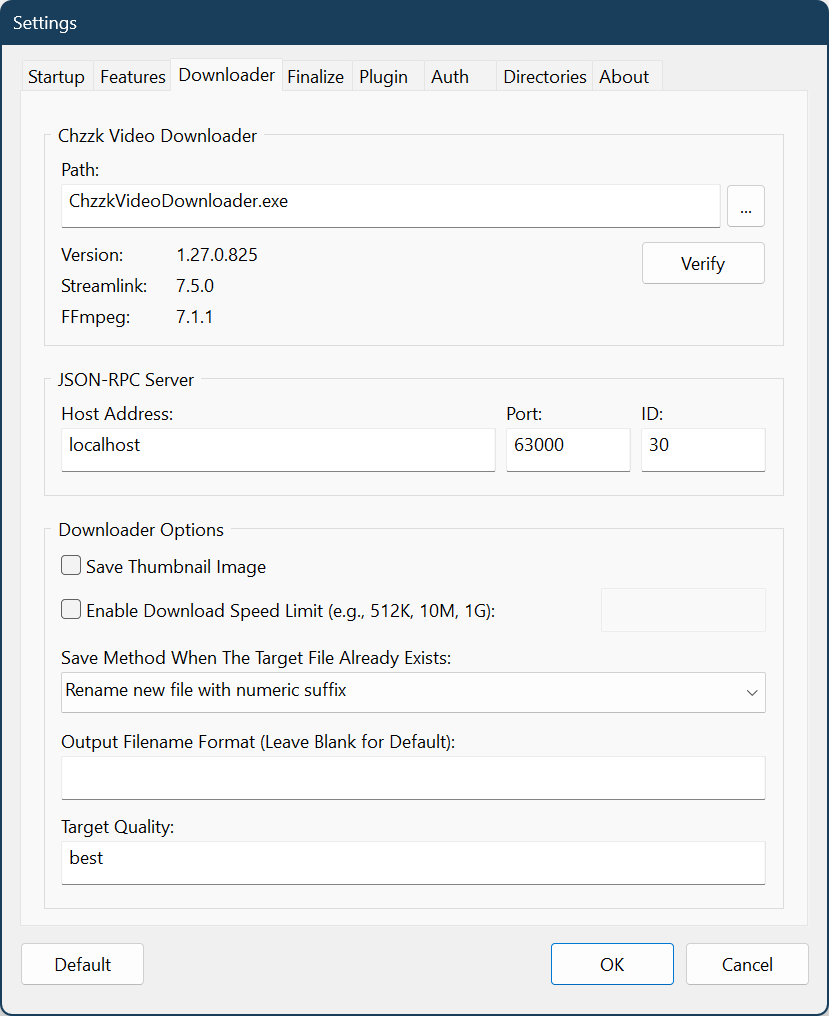 Settings
Startup Features Downloader Finalize Plugin Auth Directories About
Chzzk Video Downloader
Path:
ChzzkVideoDownloader.exe ...
Version: 1.27.0.825
Verify
Streamlink: 7.5.0
FFmpeg: 7.1.1
JSON-RPC Server
Host Address: Port: ID:
localhost 63000 30
Downloader Options
Save Thumbnail Image
Enable Download Speed Limit (e.g., 512K, 10M, 1G):
Save Method When The Target File Already Exists:
Rename new file with numeric suffix
Output Filename Format (Leave Blank for Default):
Target Quality:
best
Default OK Cancel